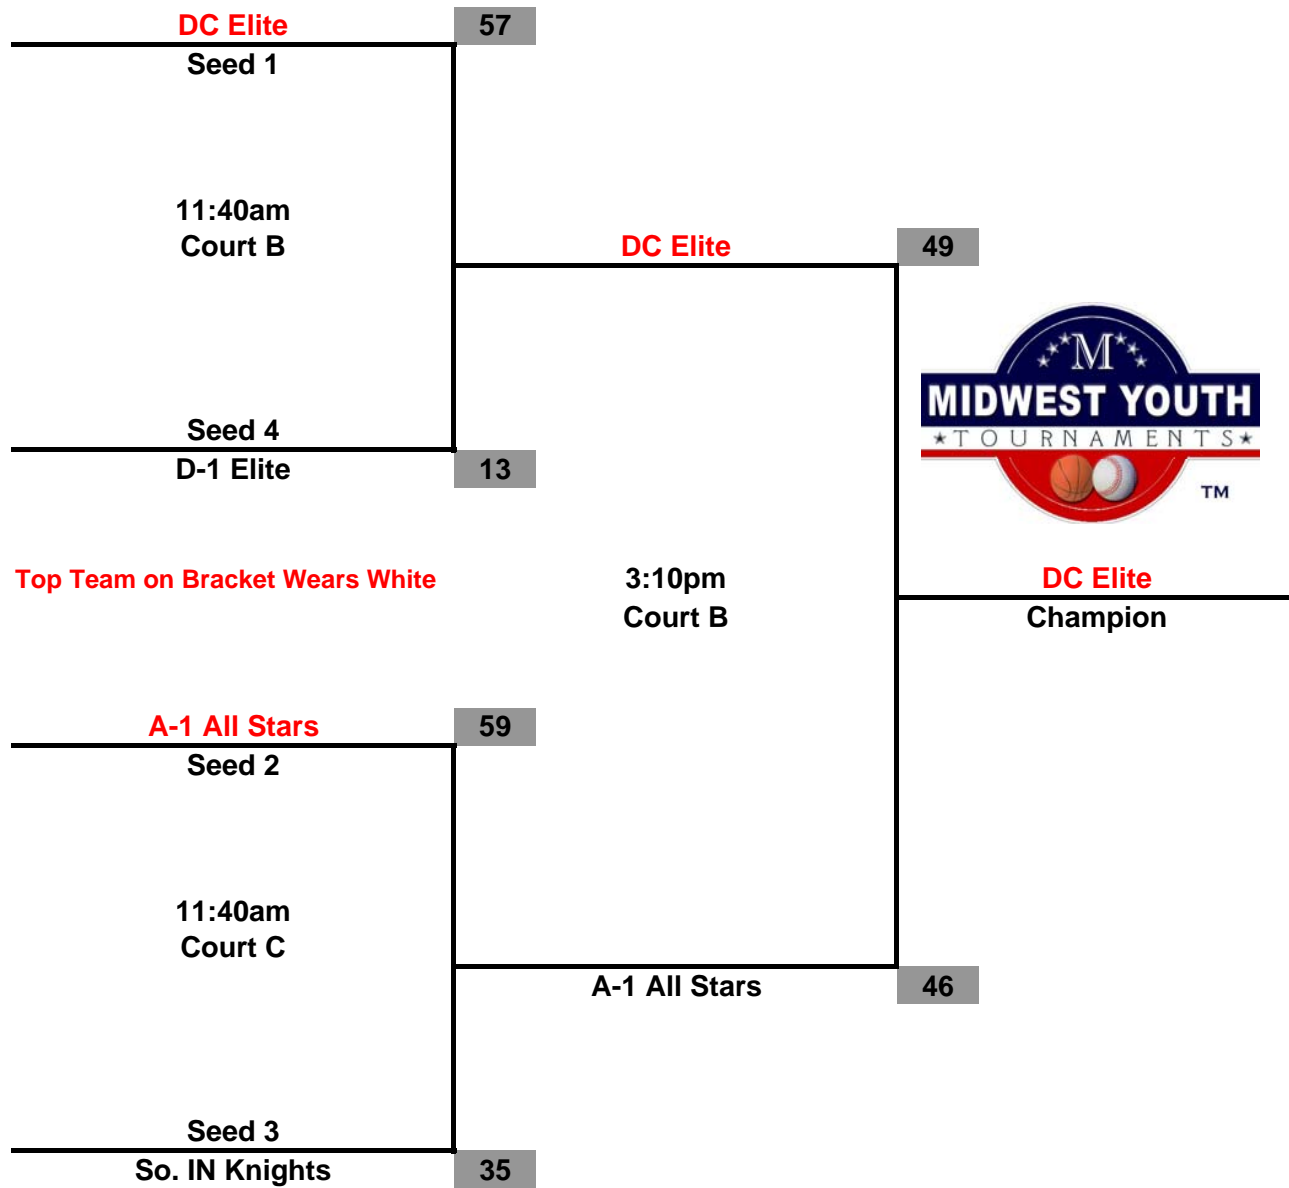 DC Elite 57
Seed 1
11:40am
Court B
DC Elite 49
M
MIDWEST YOUTH
★TOURNAMENTS★
TM
Seed 4
D-1 Elite 13
Top Team on Bracket Wears White
3:10pm
Court B
DC Elite
Champion
A-1 All Stars 59
Seed 2
11:40am
Court C
A-1 All Stars 46
Seed 3
So. IN Knights 35